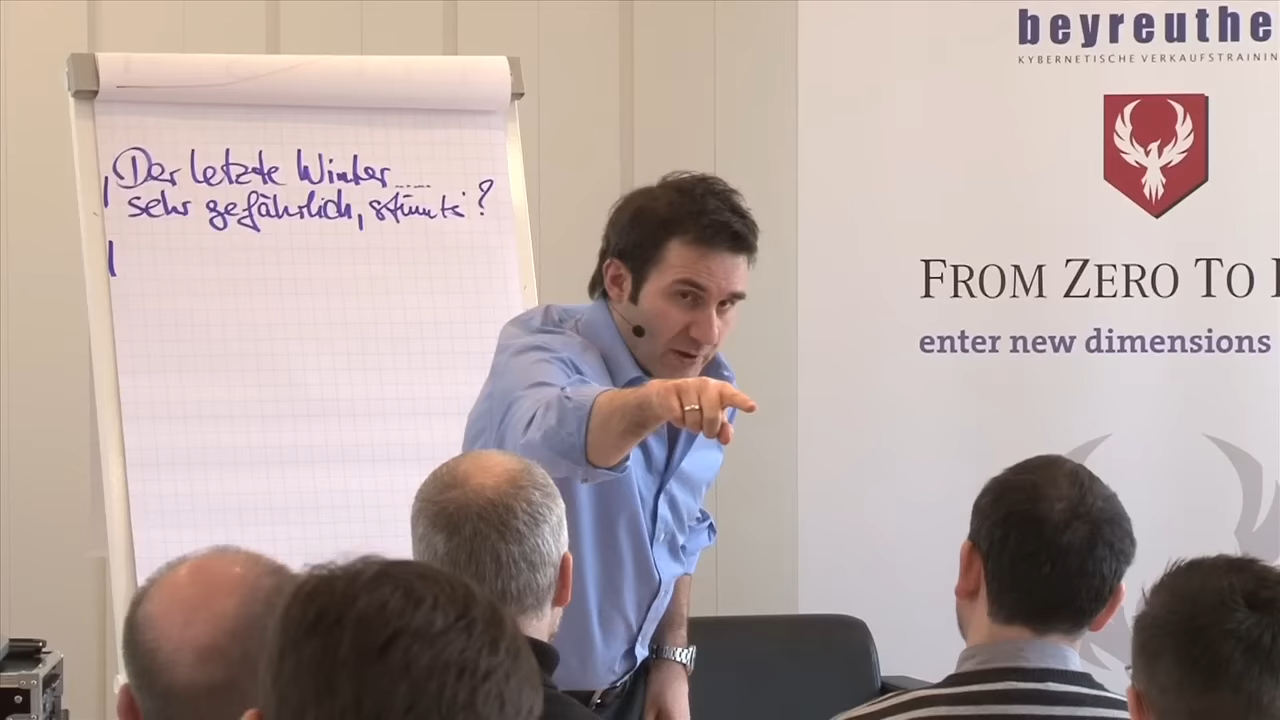 Der letzte Winter ......
sehr gefährlich, stimmts?
beyreuthe
KYBERNETISCHE VERKAUFSTRAININ
FROM ZERO TO
enter new dimensions